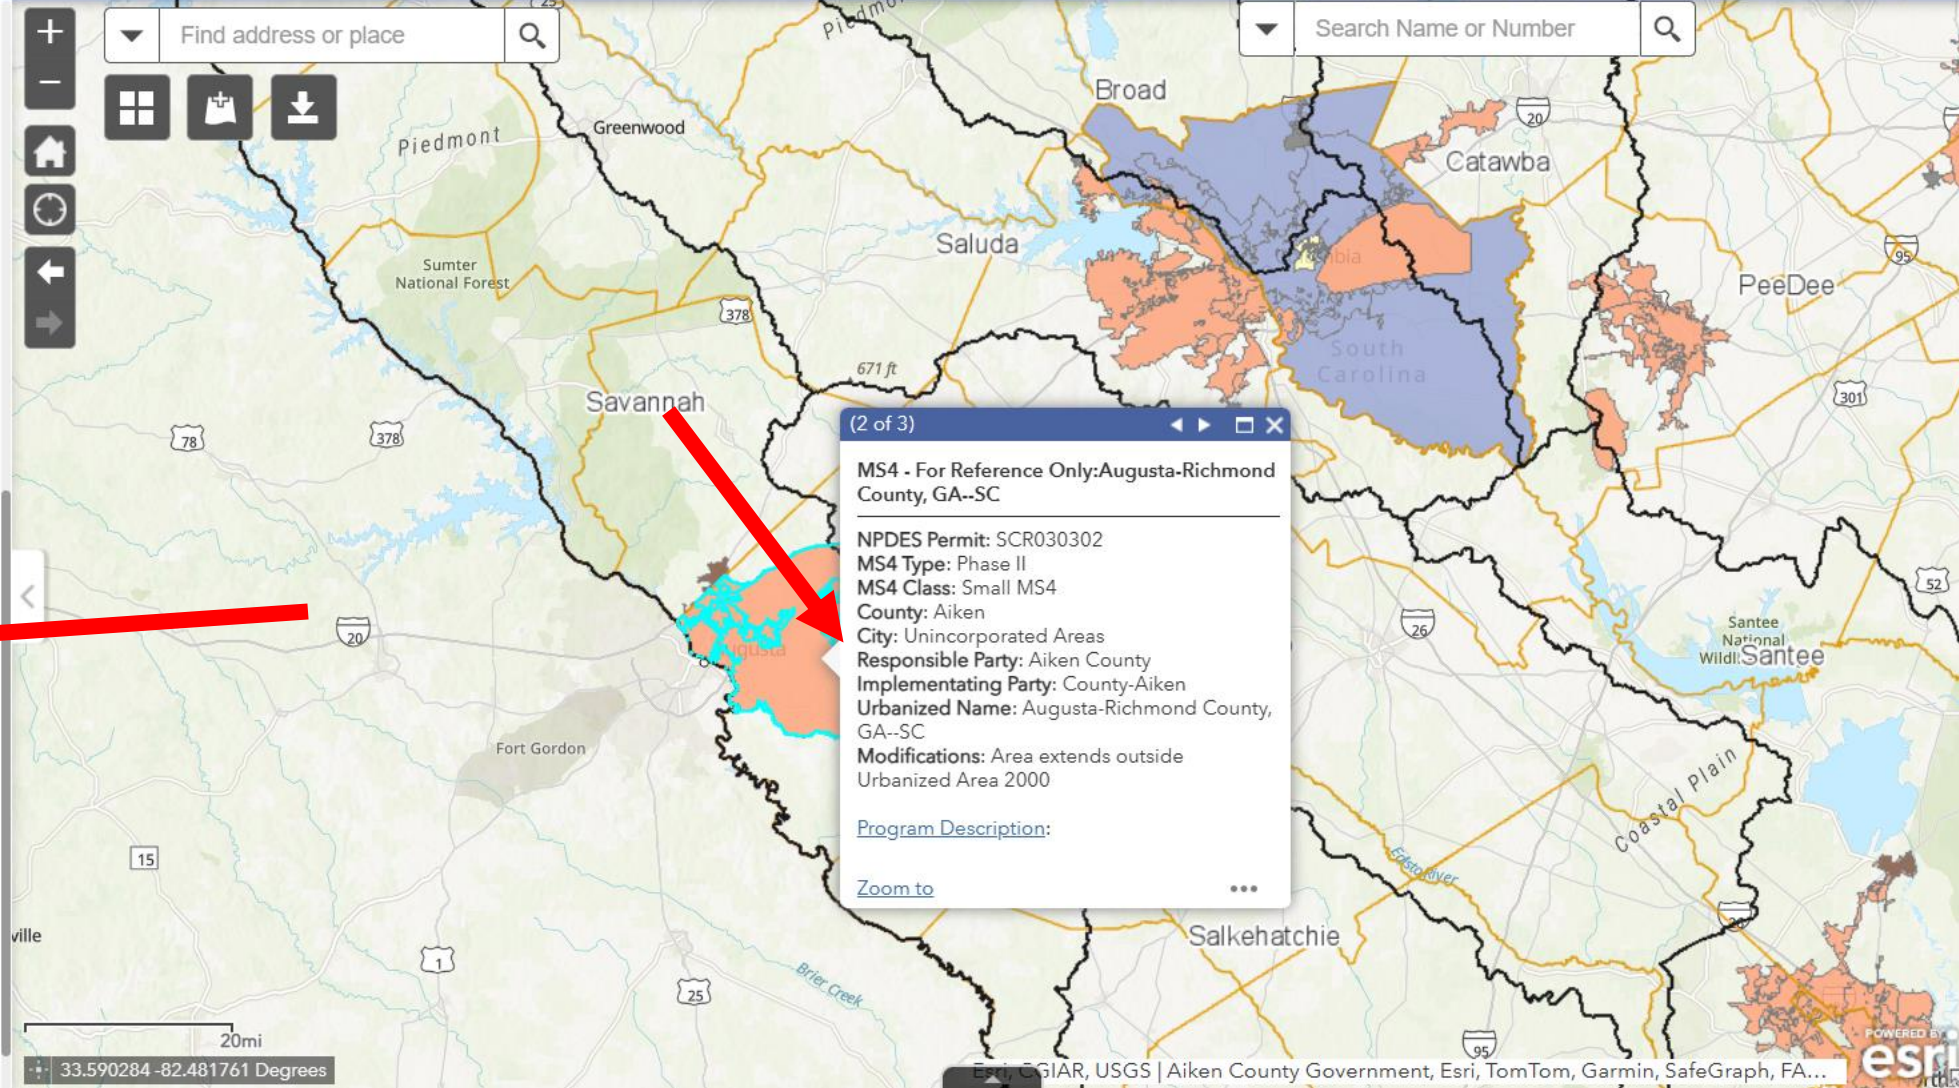 Find address or place
Search Name or Number
Piedmont
Greenwood
Broad
20
Catawba
Saluda
Sumter
National Forest
378
95
PeeDee
South
Carolina
671 ft
Savannah
301
78
378
(2 of 3)
MS4 - For Reference Only:Augusta-Richmond
County, GA--SC
NPDES Permit: SCR030302
MS4 Type: Phase II
MS4 Class: Small MS4
County: Aiken
City: Unincorporated Areas
Responsible Party: Aiken County
Implementating Party: County-Aiken
Urbanized Name: Augusta-Richmond County,
GA--SC
Modifications: Area extends outside
Urbanized Area 2000
Program Description:
Zoom to
20
52
26
Santee
National
Santee
Fort Gordon
Coastal Plain
Edisto River
15
ville
1
Salkehatchie
25
Brier Creek
95
20mi
33.590284 -82.481761 Degrees
Esri, CGIAR, USGS | Aiken County Government, Esri, TomTom, Garmin, SafeGraph, FA...
POWERED BY
esri